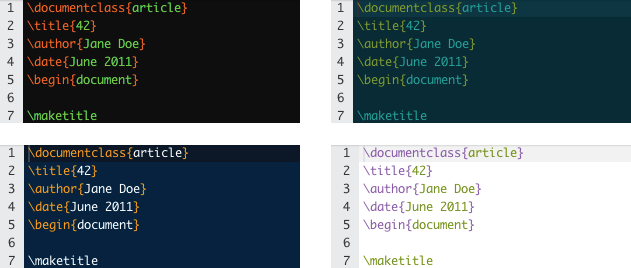 1 \documentclass{article}
2 \title{42}
3 \author{Jane Doe}
4 \date{June 2011}
5 \begin{document}
6
7 \maketitle
1 \documentclass{article}
2 \title{42}
3 \author{Jane Doe}
4 \date{June 2011}
5 \begin{document}
6
7 \maketitle
1 \documentclass{article}
2 \title{42}
3 \author{Jane Doe}
4 \date{June 2011}
5 \begin{document}
6
7 \maketitle
1 \documentclass{article}
2 \title{42}
3 \author{Jane Doe}
4 \date{June 2011}
5 \begin{document}
6
7 \maketitle